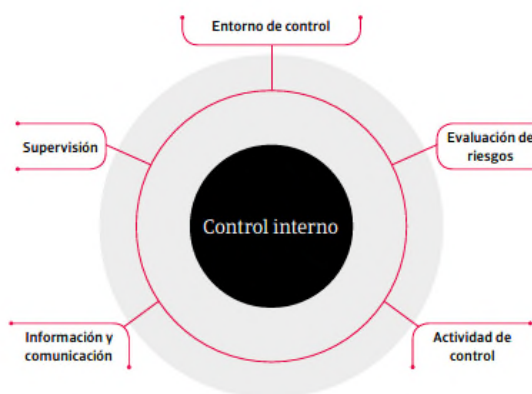 Entorno de control
Supervisión
Evaluación de
riesgos
Control interno
Información y
comunicación
Actividad de
control